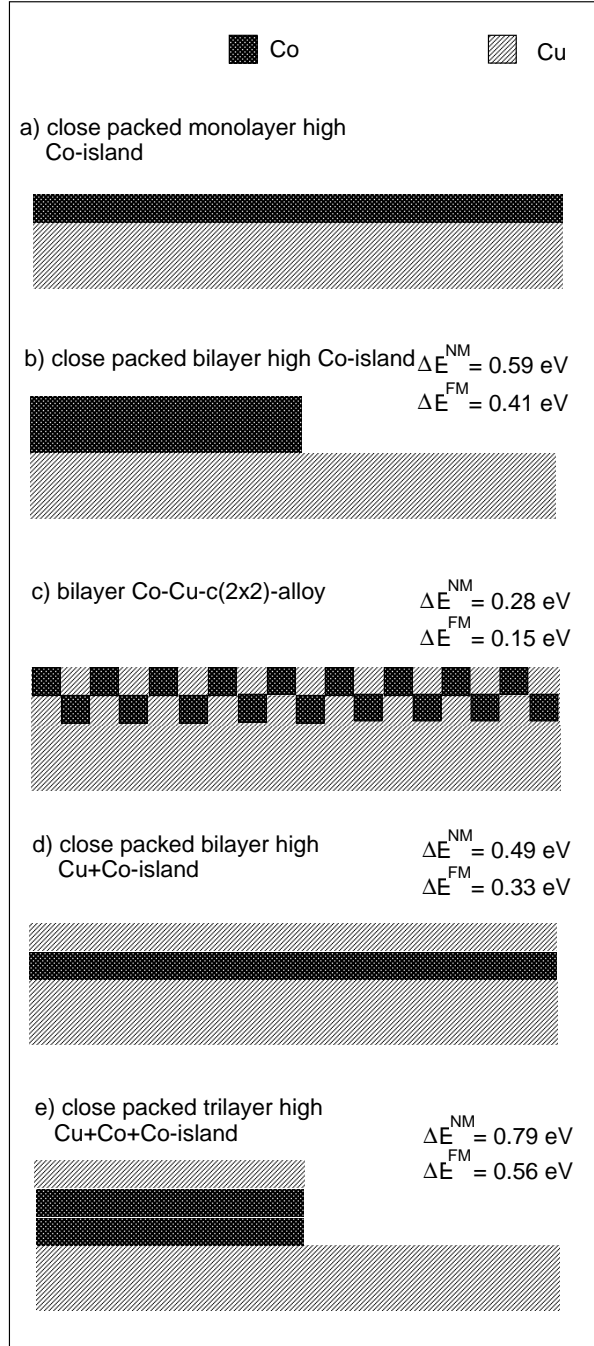 Co Cu
a) close packed monolayer high
Co-island
b) close packed bilayer high Co-island ΔE^NM = 0.59 eV
ΔE^FM = 0.41 eV
c) bilayer Co-Cu-c(2x2)-alloy ΔE^NM = 0.28 eV
ΔE^FM = 0.15 eV
d) close packed bilayer high ΔE^NM = 0.49 eV
Cu+Co-island ΔE^FM = 0.33 eV
e) close packed trilayer high ΔE^NM = 0.79 eV
Cu+Co+Co-island ΔE^FM = 0.56 eV